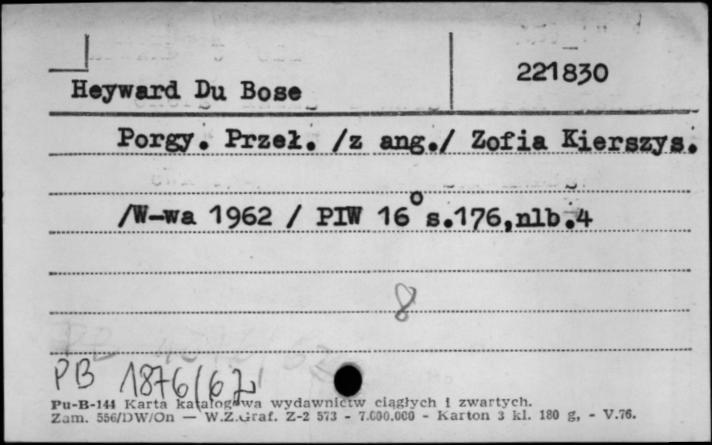 221830
Heyward Du Bose
Porgy. Przeł. /z ang./ Zofia Kierszys.
/W-wa 1962 / PIW 16° s.176,nlb.4
8
PB 1876/62
Pu-B-144 Karta katalogowa wydawnictw ciągłych i zwartych.
Zam. 556/DW/On — W.Z.Graf. Z-2 573 - 7.000.000 - Karton 3 kl. 180 g, - V.76.